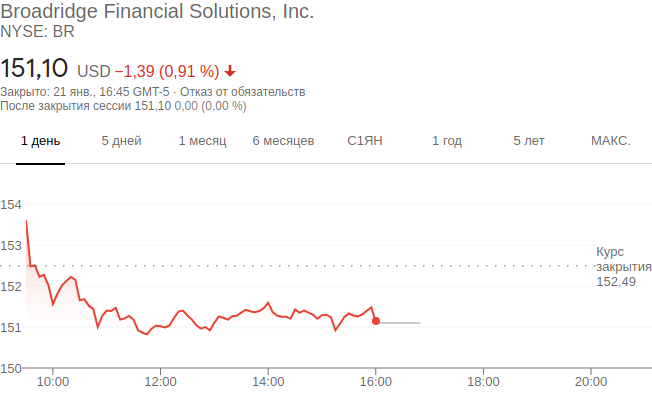 Broadridge Financial Solutions, Inc.
NYSE: BR
151,10 USD −1,39 (0,91 %)
Закрыто: 21 янв., 16:45 GMT-5 · Отказ от обязательств
После закрытия сессии 151,10 0,00 (0,00 %)
1 день 5 дней 1 месяц 6 месяцев С1ЯН 1 год 5 лет МАКС.
154
153
Курс
закрытия
152,49
152
151
150
10:00 12:00 14:00 16:00 18:00 20:00